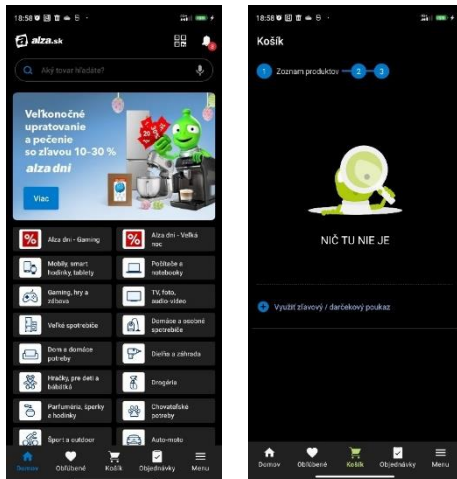 18:58
alza.sk
Aký tovar hľadáte?
Veľkonočné
upratovanie
a pečenie
so zľavou 10-30 %
alza dni
Viac
Alza dni - Gaming
Alza dni - Veľká
noc
Mobily, smart
hodinky, tablety
Počítače a
notebooky
Gaming, hry a
zábava
TV, foto,
audio-video
Veľké spotrebiče
Domáce a osobné
spotrebiče
Dom a domáce
potreby
Dielňa a záhrada
Hračky, pre deti a
bábätká
Drogéria
Parfuméria, šperky
a hodinky
Chovateľské
potreby
Šport a outdoor
Auto-moto
Domov
Obľúbené
Košík
Objednávky
Menu
18:58
Košík
1 Zoznam produktov 2 3
NIČ TU NIE JE
Využiť zľavový / darčekový poukaz
Domov
Obľúbené
Košík
Objednávky
Menu